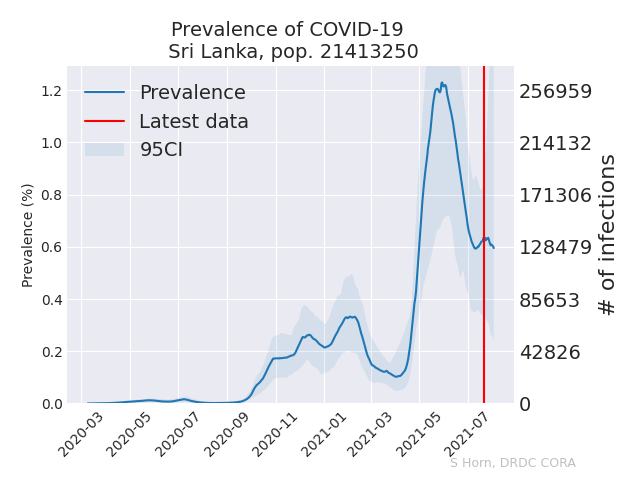 Prevalence of COVID-19
Sri Lanka, pop. 21413250
Prevalence
Latest data
95CI
Prevalence (%)
1.2
1.0
0.8
0.6
0.4
0.2
0.0
256959
214132
171306
128479
85653
42826
0
# of infections
2020-03
2020-05
2020-07
2020-09
2020-11
2021-01
2021-03
2021-05
2021-07
S Horn, DRDC CORA